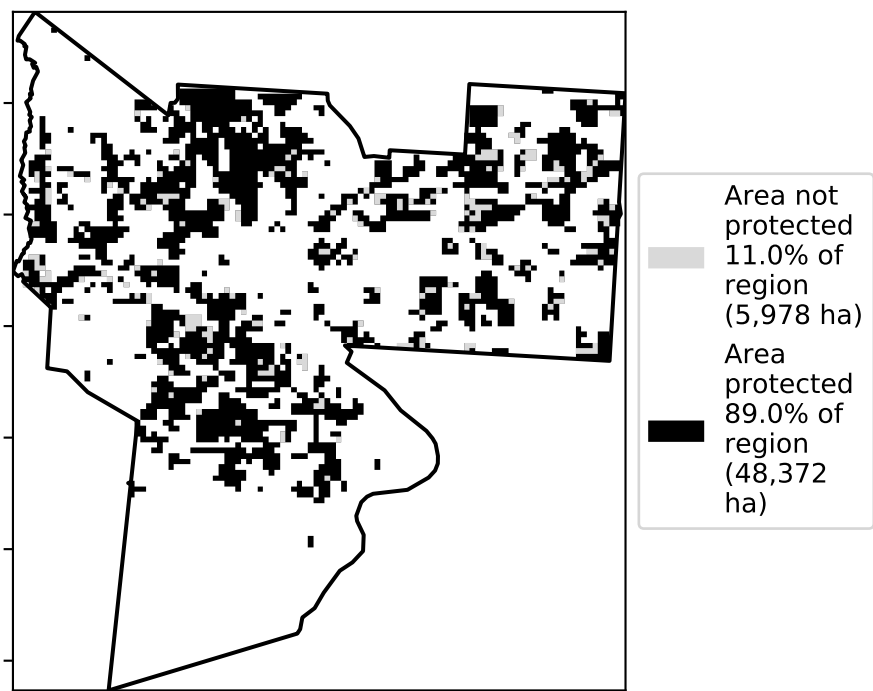 Area not
protected
11.0% of
region
(5,978 ha)
Area
protected
89.0% of
region
(48,372
ha)